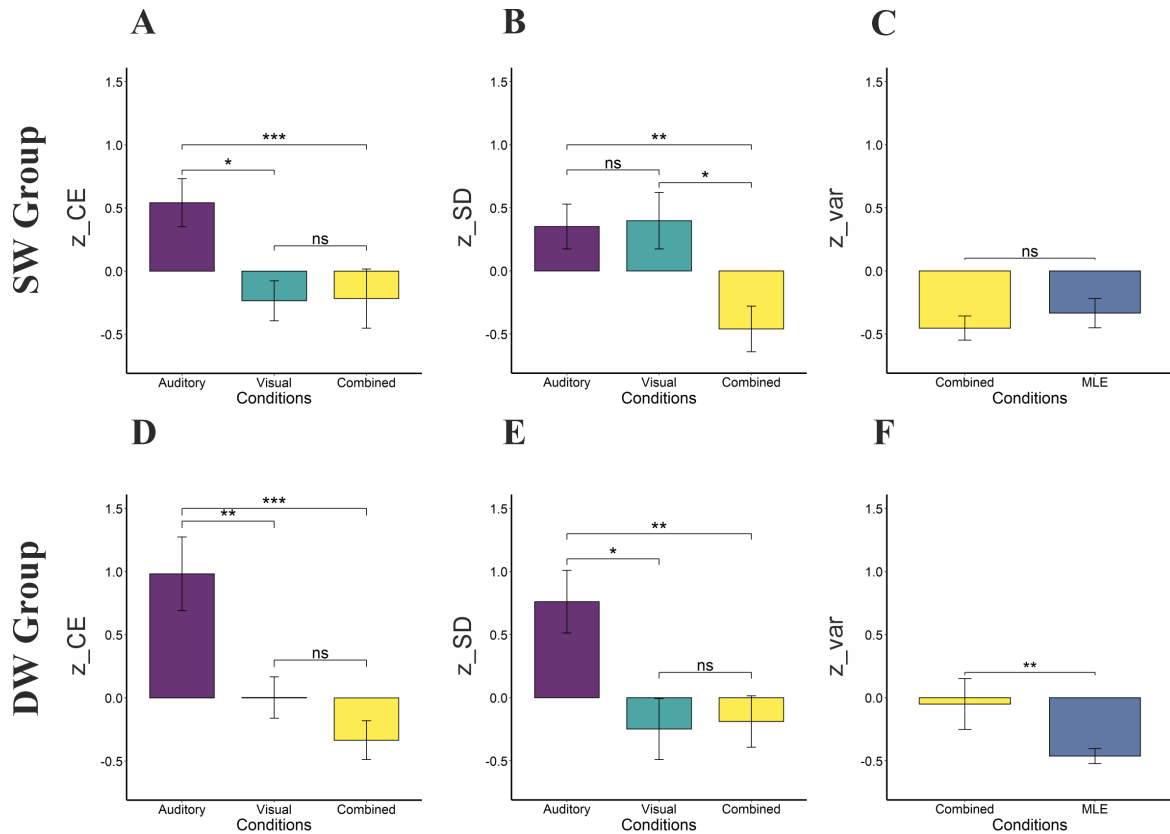 A
B
C
SW Group
z_CE
1.5
1.0
0.5
0.0
-0.5
***
*
ns
Auditory Visual Combined
Conditions
z_SD
1.5
1.0
0.5
0.0
-0.5
**
ns
*
Auditory Visual Combined
Conditions
z_var
1.5
1.0
0.5
0.0
-0.5
ns
Combined MLE
Conditions
D
E
F
DW Group
z_CE
1.5
1.0
0.5
0.0
-0.5
***
**
ns
Auditory Visual Combined
Conditions
z_SD
1.5
1.0
0.5
0.0
-0.5
**
*
ns
Auditory Visual Combined
Conditions
z_var
1.5
1.0
0.5
0.0
-0.5
**
Combined MLE
Conditions